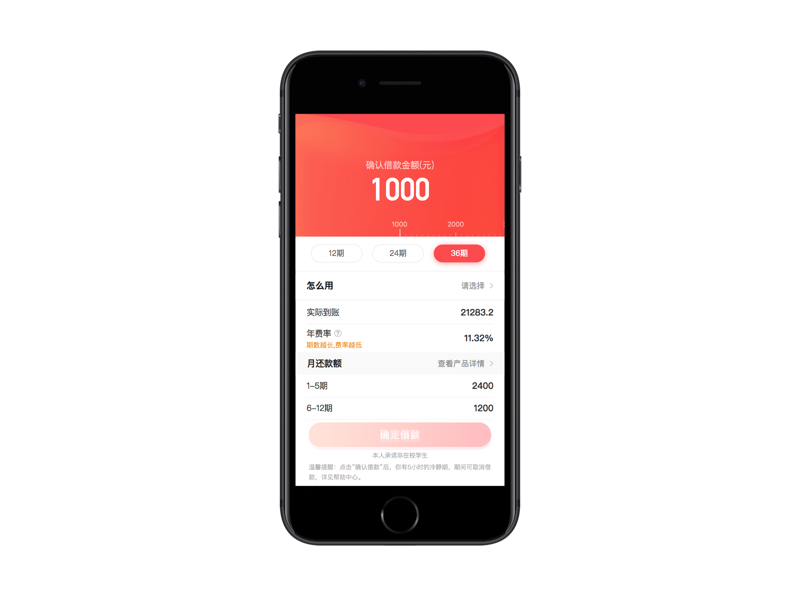 确认借款金额(元)
1000
1000 2000
12期 24期 36期
怎么用 请选择
实际到账 21283.2
年费率 ? 11.32%
期数越长,费率越低
月还款额 查看产品详情
1-5期 2400
6-12期 1200
确定借款
本人承诺非在校学生
温馨提醒：点击“确认借款”后，你有5小时的冷静期，期间可取消借
款，详见帮助中心。